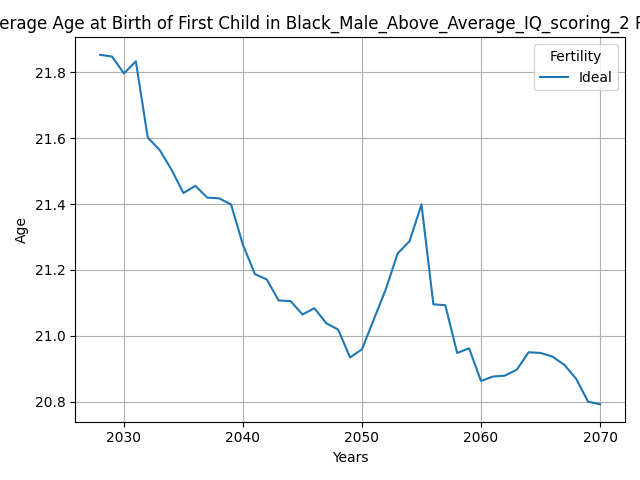 erage Age at Birth of First Child in Black_Male_Above_Average_IQ_scoring_2
Fertility
Ideal
21.8
21.6
21.4
21.2
21.0
20.8
Age
2030 2040 2050 2060 2070
Years